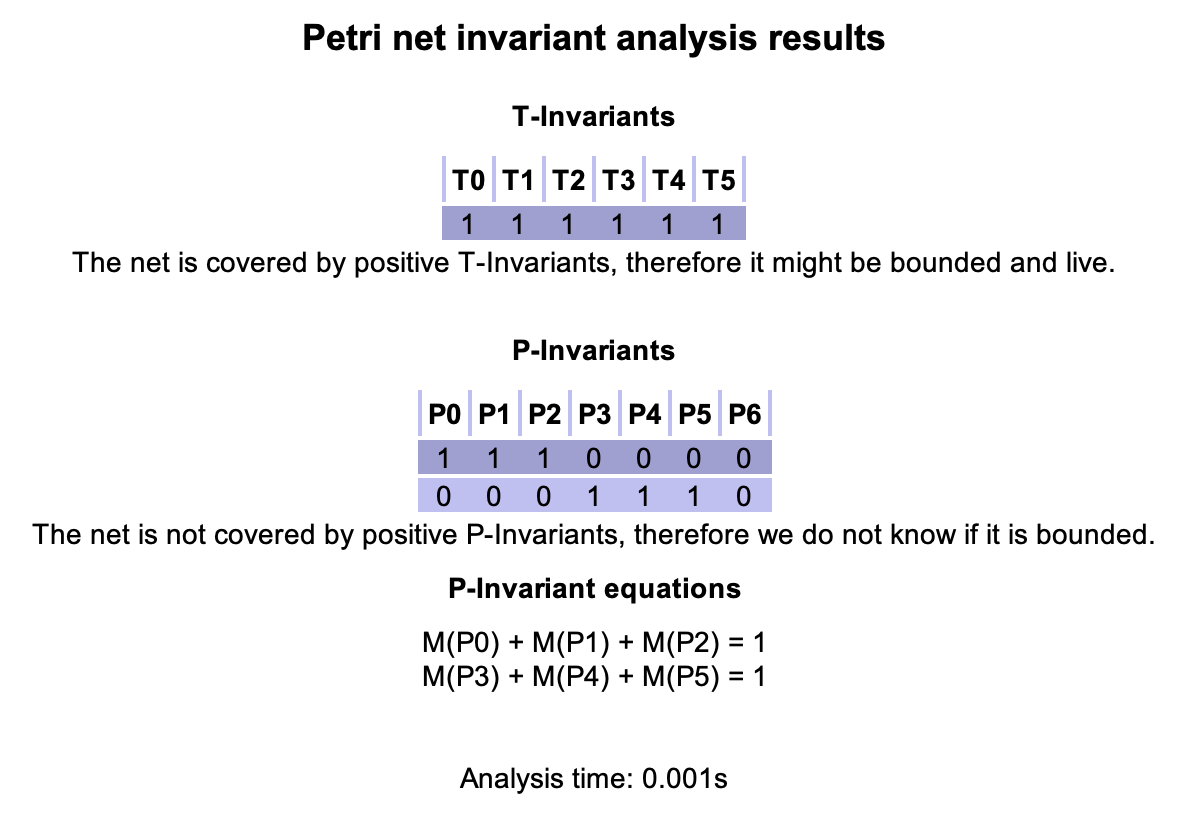 Petri net invariant analysis results
T-Invariants
T0 T1 T2 T3 T4 T5
1 1 1 1 1 1
The net is covered by positive T-Invariants, therefore it might be bounded and live.
P-Invariants
P0 P1 P2 P3 P4 P5 P6
1 1 1 0 0 0 0
0 0 0 1 1 1 0
The net is not covered by positive P-Invariants, therefore we do not know if it is bounded.
P-Invariant equations
M(P0) + M(P1) + M(P2) = 1
M(P3) + M(P4) + M(P5) = 1
Analysis time: 0.001s